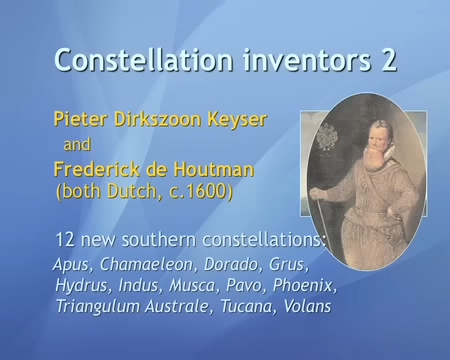 Constellation inventors 2
Pieter Dirkszoon Keyser
and
Frederick de Houtman
(both Dutch, c.1600)
12 new southern constellations:
Apus, Chamaeleon, Dorado, Grus,
Hydrus, Indus, Musca, Pavo, Phoenix,
Triangulum Australe, Tucana, Volans